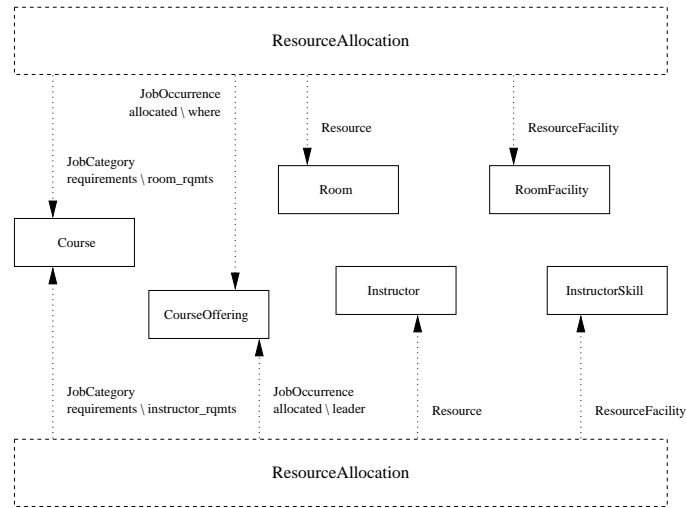 ResourceAllocation
JobOccurrence
allocated \ where
Resource
ResourceFacility
JobCategory
requirements \ room_rqmts
Room
RoomFacility
Course
CourseOffering
Instructor
InstructorSkill
JobCategory
requirements \ instructor_rqmts
JobOccurrence
allocated \ leader
Resource
ResourceFacility
ResourceAllocation